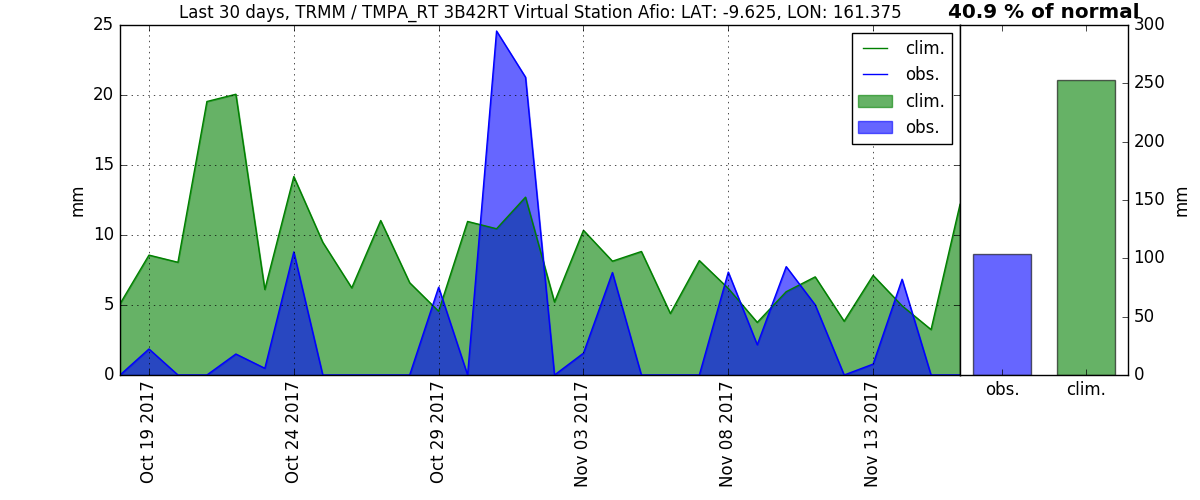 Last 30 days, TRMM / TMPA_RT 3B42RT Virtual Station Afio: LAT: -9.625, LON: 161.375
40.9 % of normal
25
20
15
10
5
0
mm
clim.
obs.
clim.
obs.
300
250
200
150
100
50
0
mm
obs.
clim.
Oct 19 2017
Oct 24 2017
Oct 29 2017
Nov 03 2017
Nov 08 2017
Nov 13 2017